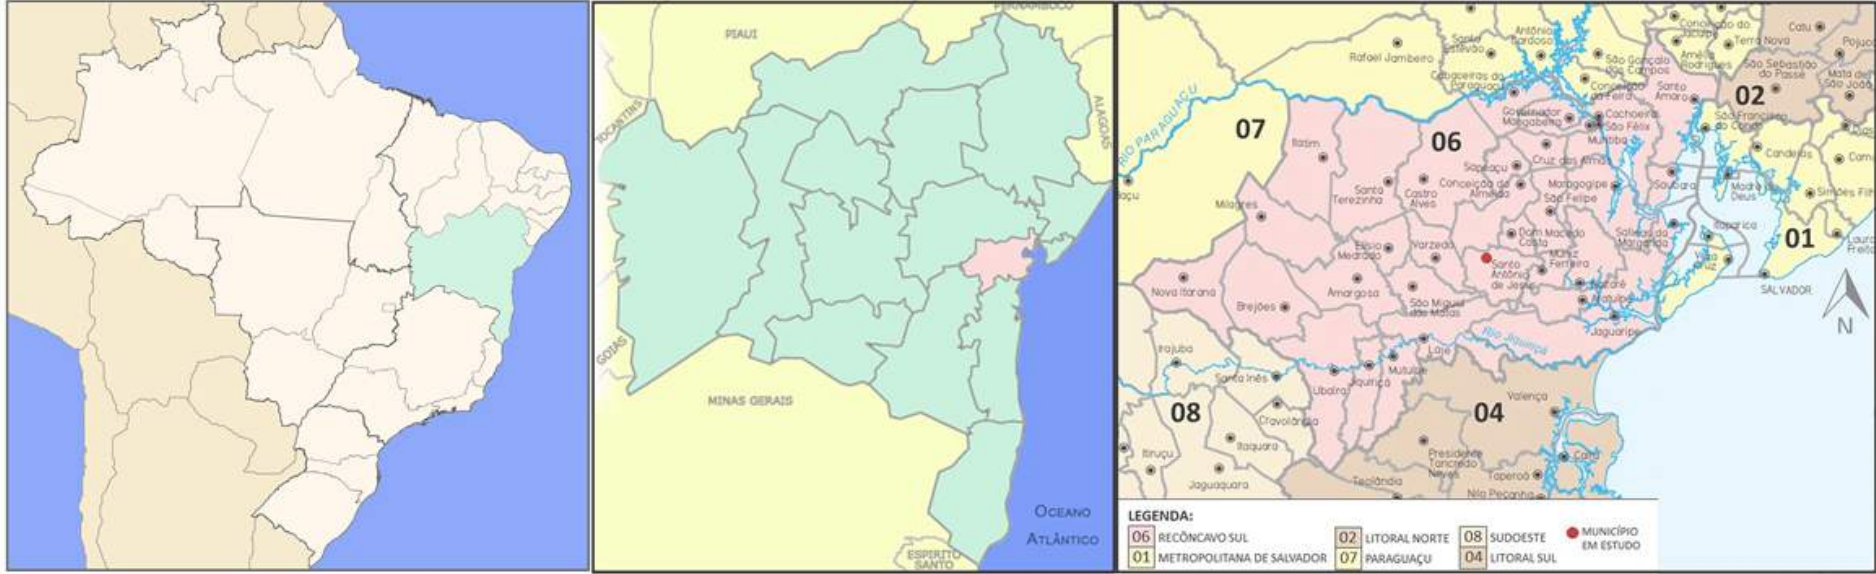 PERNAMBUCO
PIAUI
TOCANTINS
ALAGOAS
GOIAS
MINAS GERAIS
OCEANO
ATLÂNTICO
ESPIRITO
SANTO
RIO PARAGUAÇU
Rafael Jambeiro
Santo
Estêvão
Antônio
Cardoso
Cabaceiras do
Paraguaçu
São Gonçalo
dos Campos
Conceição
da Feira
Conceição do
Jacuípe
Terra Nova
Amélia
Rodrigues
Catu
Pojuca
São Sebastião
do Passé
Mata de
São João
02
Santo
Amaro
São Francisco
do Conde
Candeias
Simões Filh
Madre de
Deus
01
Lauro
Freita
SALVADOR
Itaparica
Vera
Cruz
Saubara
Salinas da
Margarida
07
06
Governador
Mangabeira
Cachoeira
São Félix
Muritiba
Itatim
Cruz das Almas
Sapeaçu
Conceição do
Almeida
Maragogipe
São Felipe
Santa
Terezinha
Castro
Alves
Milagres
Dom Macedo
Costa
Elísio
Medrado
Varzedo
Santo
Antônio
de Jesus
Muniz
Ferreira
Nazaré
Aratuípe
Jaguaripe
Nova Itarana
Brejões
Amargosa
São Miguel
das Matas
Rio Jiquiriçá
Laje
Mutuípe
Jiquiriçá
Ubaíra
Irajuba
Santa Inês
Cravolândia
08
Itaquara
Itiruçu
Jaguaquara
04
Valença
Presidente
Tancredo
Neves
Cairu
Taperoá
Teolândia
Nilo Peçanha
N
LEGENDA:
06 RECÔNCAVO SUL
01 METROPOLITANA DE SALVADOR
02 LITORAL NORTE
07 PARAGUAÇU
08 SUDOESTE
04 LITORAL SUL
MUNICÍPIO
EM ESTUDO